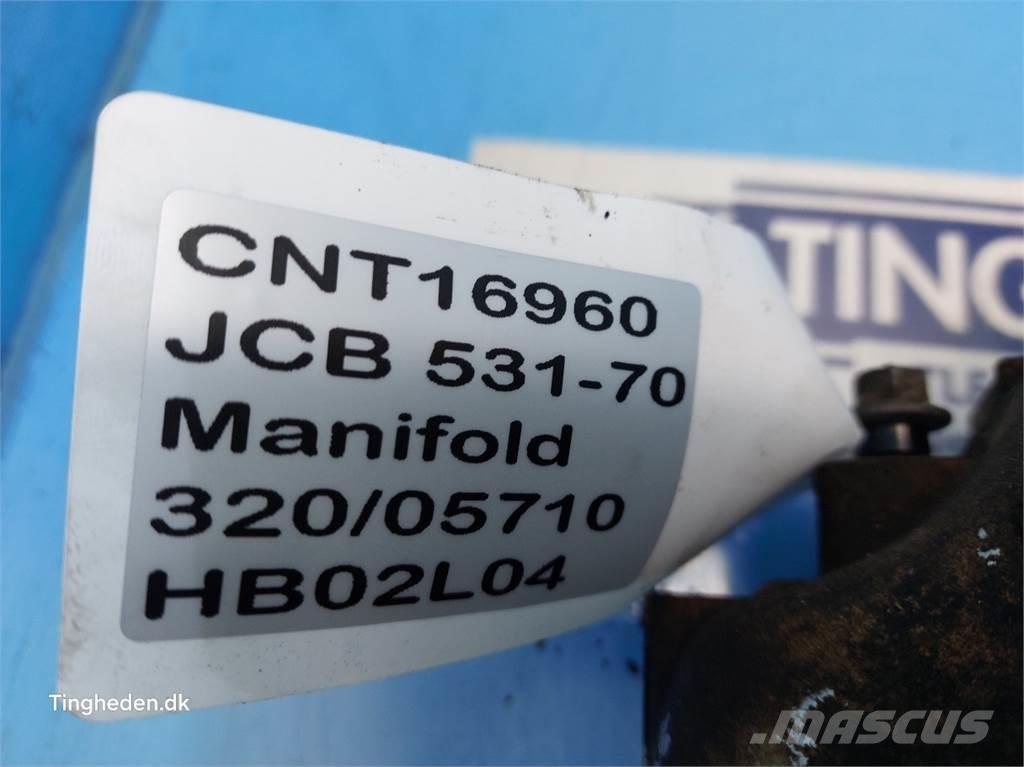 CNT16960
JCB 531-70
Manifold
320/05710
HB02L04
TING
Tingheden.dk
MASCUS